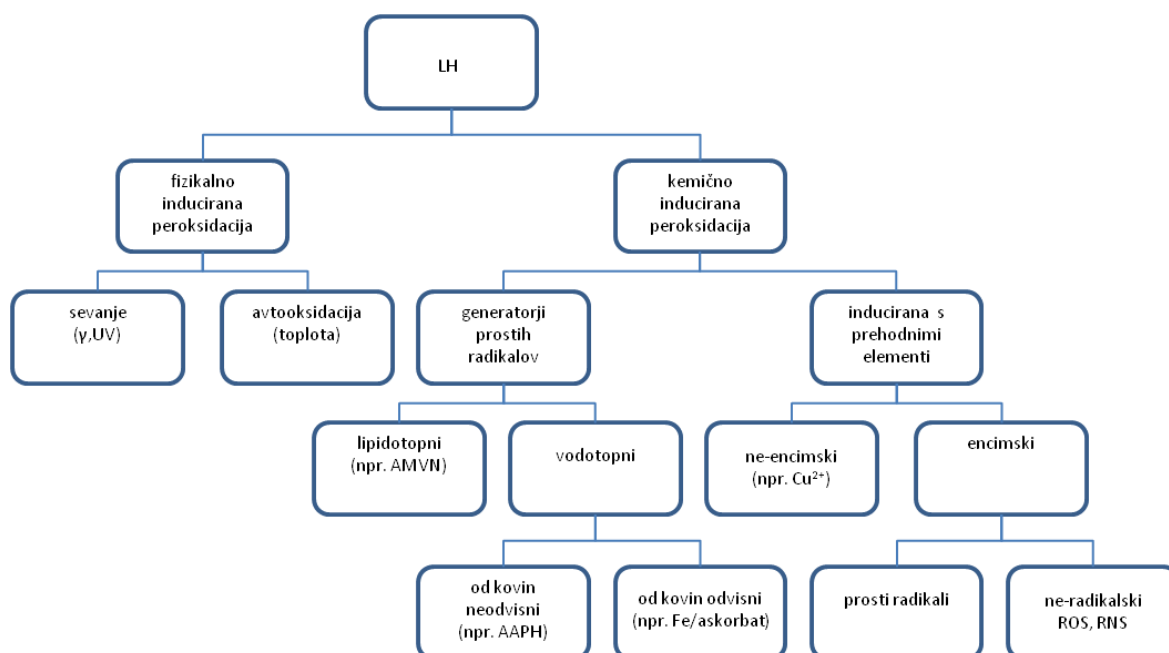 LH
fizikalno
inducirana
peroksidacija
kemično
inducirana
peroksidacija
sevanje
(γ,UV)
avtooksidacija
(toplota)
generatorji
prostih
radikalov
inducirana s
prehodnimi
elementi
lipidotopni
(npr. AMVN)
vodotopni
ne-encimski
(npr. Cu²⁺)
encimski
od kovin
neodvisni
(npr. AAPH)
od kovin odvisni
(npr. Fe/askorbat)
prosti radikali
ne-radikalski
ROS, RNS